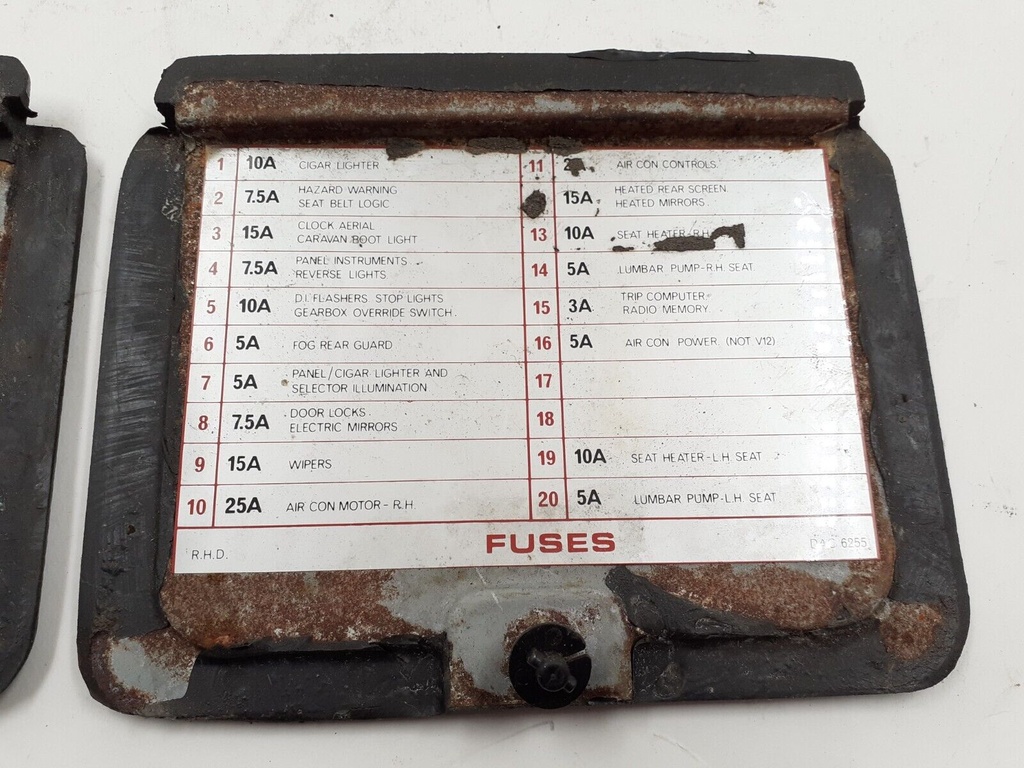 1 10A CIGAR LIGHTER
2 7.5A HAZARD WARNING
SEAT BELT LOGIC
3 15A CLOCK AERIAL
CARAVAN BOOT LIGHT
4 7.5A PANEL INSTRUMENTS
REVERSE LIGHTS
5 10A D.I. FLASHERS STOP LIGHTS
GEARBOX OVERRIDE SWITCH.
6 5A FOG REAR GUARD
7 5A PANEL/CIGAR LIGHTER AND
SELECTOR ILLUMINATION
8 7.5A DOOR LOCKS
ELECTRIC MIRRORS
9 15A WIPERS
10 25A AIR CON MOTOR - R.H.
11 AIR CON CONTROLS.
15A HEATED REAR SCREEN
HEATED MIRRORS.
13 10A SEAT HEATER-R.H.
14 5A LUMBAR PUMP-R.H. SEAT
15 3A TRIP COMPUTER
RADIO MEMORY
16 5A AIR CON POWER. (NOT V12)
17
18
19 10A SEAT HEATER-L.H. SEAT
20 5A LUMBAR PUMP-L.H. SEAT
R.H.D. FUSES 6255